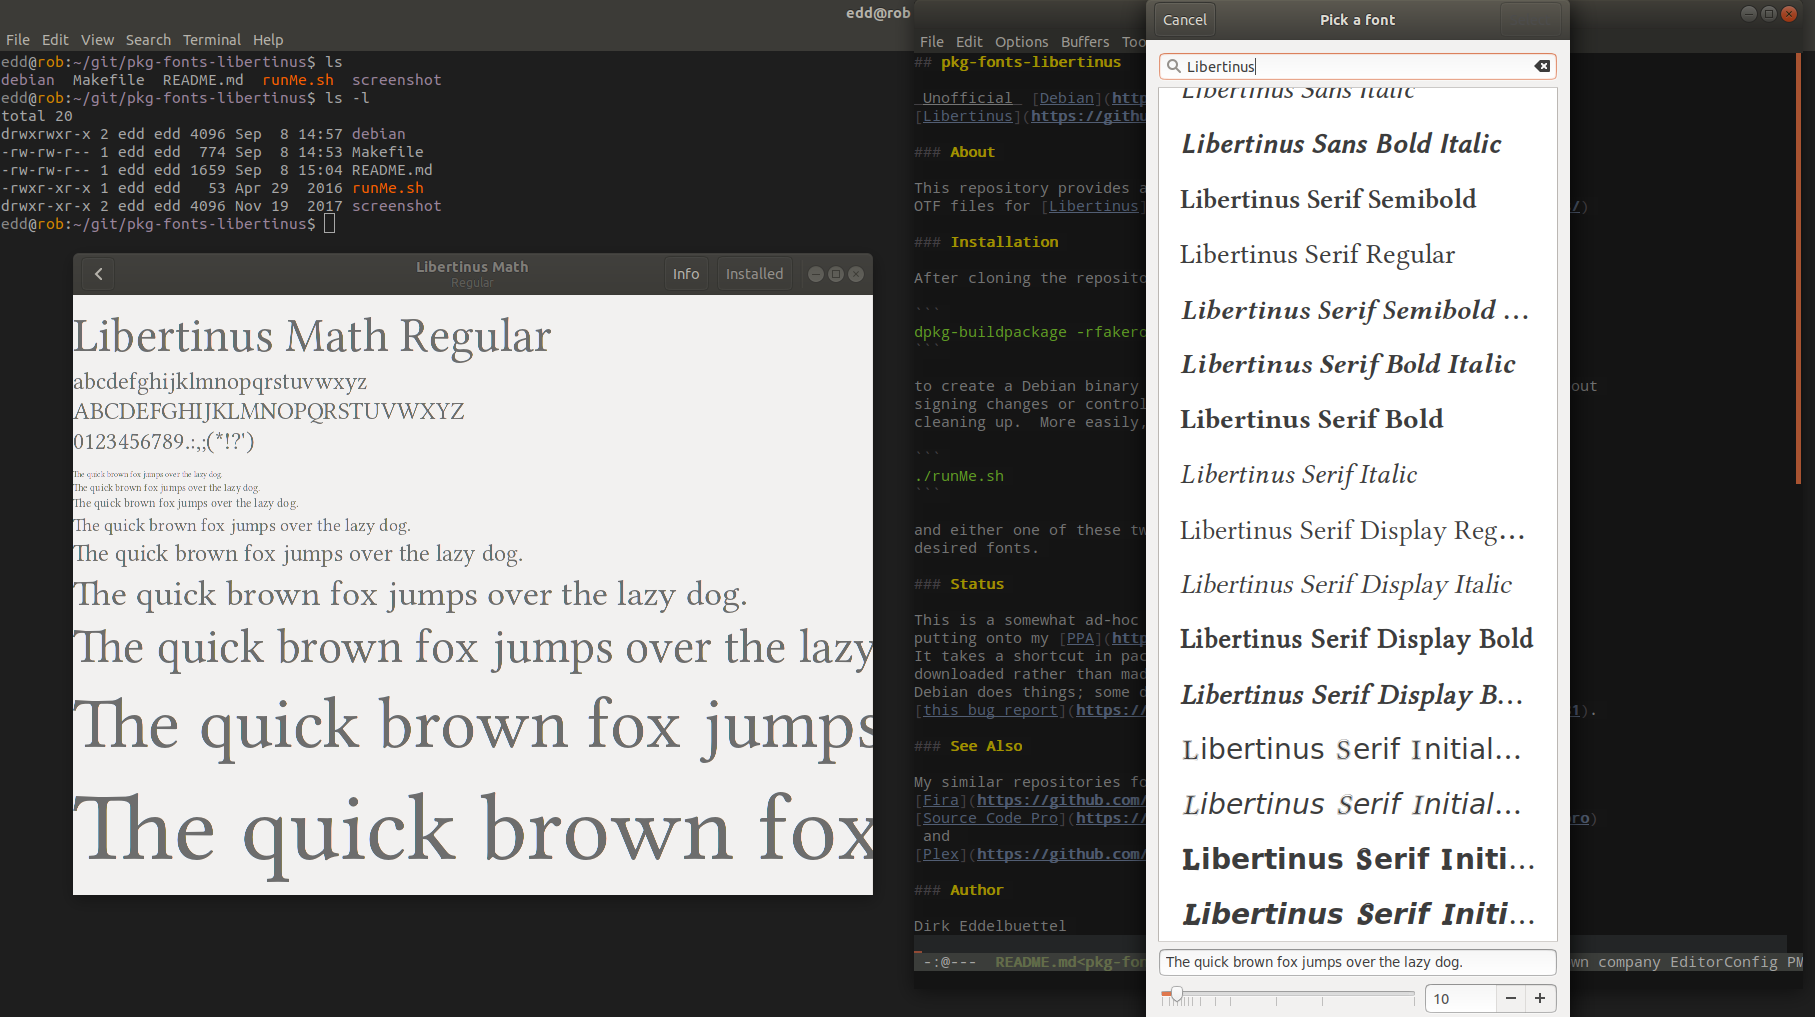 edd@rob
File Edit View Search Terminal Help
edd@rob:~/git/pkg-fonts-libertinus$ ls
debian Makefile README.md runMe.sh screenshot
edd@rob:~/git/pkg-fonts-libertinus$ ls -l
total 20
drwxrwxr-x 2 edd edd 4096 Sep 8 14:57 debian
-rw-rw-r-- 1 edd edd 774 Sep 8 14:53 Makefile
-rw-rw-r-- 1 edd edd 1659 Sep 8 15:04 README.md
-rwxr-xr-x 1 edd edd 53 Apr 29 2016 runMe.sh
drwxr-xr-x 2 edd edd 4096 Nov 19 2017 screenshot
edd@rob:~/git/pkg-fonts-libertinus$
Libertinus Math
Regular
Info
Installed
Libertinus Math Regular
abcdefghijklmnopqrstuvwxyz
ABCDEFGHIJKLMNOPQRSTUVWXYZ
0123456789.:,;(*!?')
The quick brown fox jumps over the lazy dog.
The quick brown fox jumps over the lazy dog.
The quick brown fox jumps over the lazy dog.
The quick brown fox jumps over the lazy dog.
The quick brown fox jumps over the lazy dog.
The quick brown fox jumps over the lazy dog.
The quick brown fox jumps over the lazy
The quick brown fox jumps
The quick brown fox
File Edit Options Buffers Too
## pkg-fonts-libertinus
_Unofficial_ [Debian](http
[Libertinus](https://githu
### About
This repository provides a
OTF files for [Libertinus] /)
### Installation
After cloning the reposito
```
dpkg-buildpackage -rfakero
```
to create a Debian binary out
signing changes or control
cleaning up. More easily,
```
./runMe.sh
```
and either one of these tw
desired fonts.
### Status
This is a somewhat ad-hoc
putting onto my [PPA](http
It takes a shortcut in pac
downloaded rather than mad
Debian does things; some d
[this bug report](https:// 1).
### See Also
My similar repositories fo
[Fira](https://github.com/
[Source Code Pro](https:// ro)
and
[Plex](https://github.com/
### Author
Dirk Eddelbuettel
-:@--- README.md<pkg-fon wn company EditorConfig PM
Cancel
Pick a font
Libertinus
Libertinus Sans Italic
Libertinus Sans Bold Italic
Libertinus Serif Semibold
Libertinus Serif Regular
Libertinus Serif Semibold ...
Libertinus Serif Bold Italic
Libertinus Serif Bold
Libertinus Serif Italic
Libertinus Serif Display Reg...
Libertinus Serif Display Italic
Libertinus Serif Display Bold
Libertinus Serif Display B...
Libertinus Serif Initial...
Libertinus Serif Initial...
Libertinus Serif Initi...
Libertinus Serif Initi...
The quick brown fox jumps over the lazy dog.
10